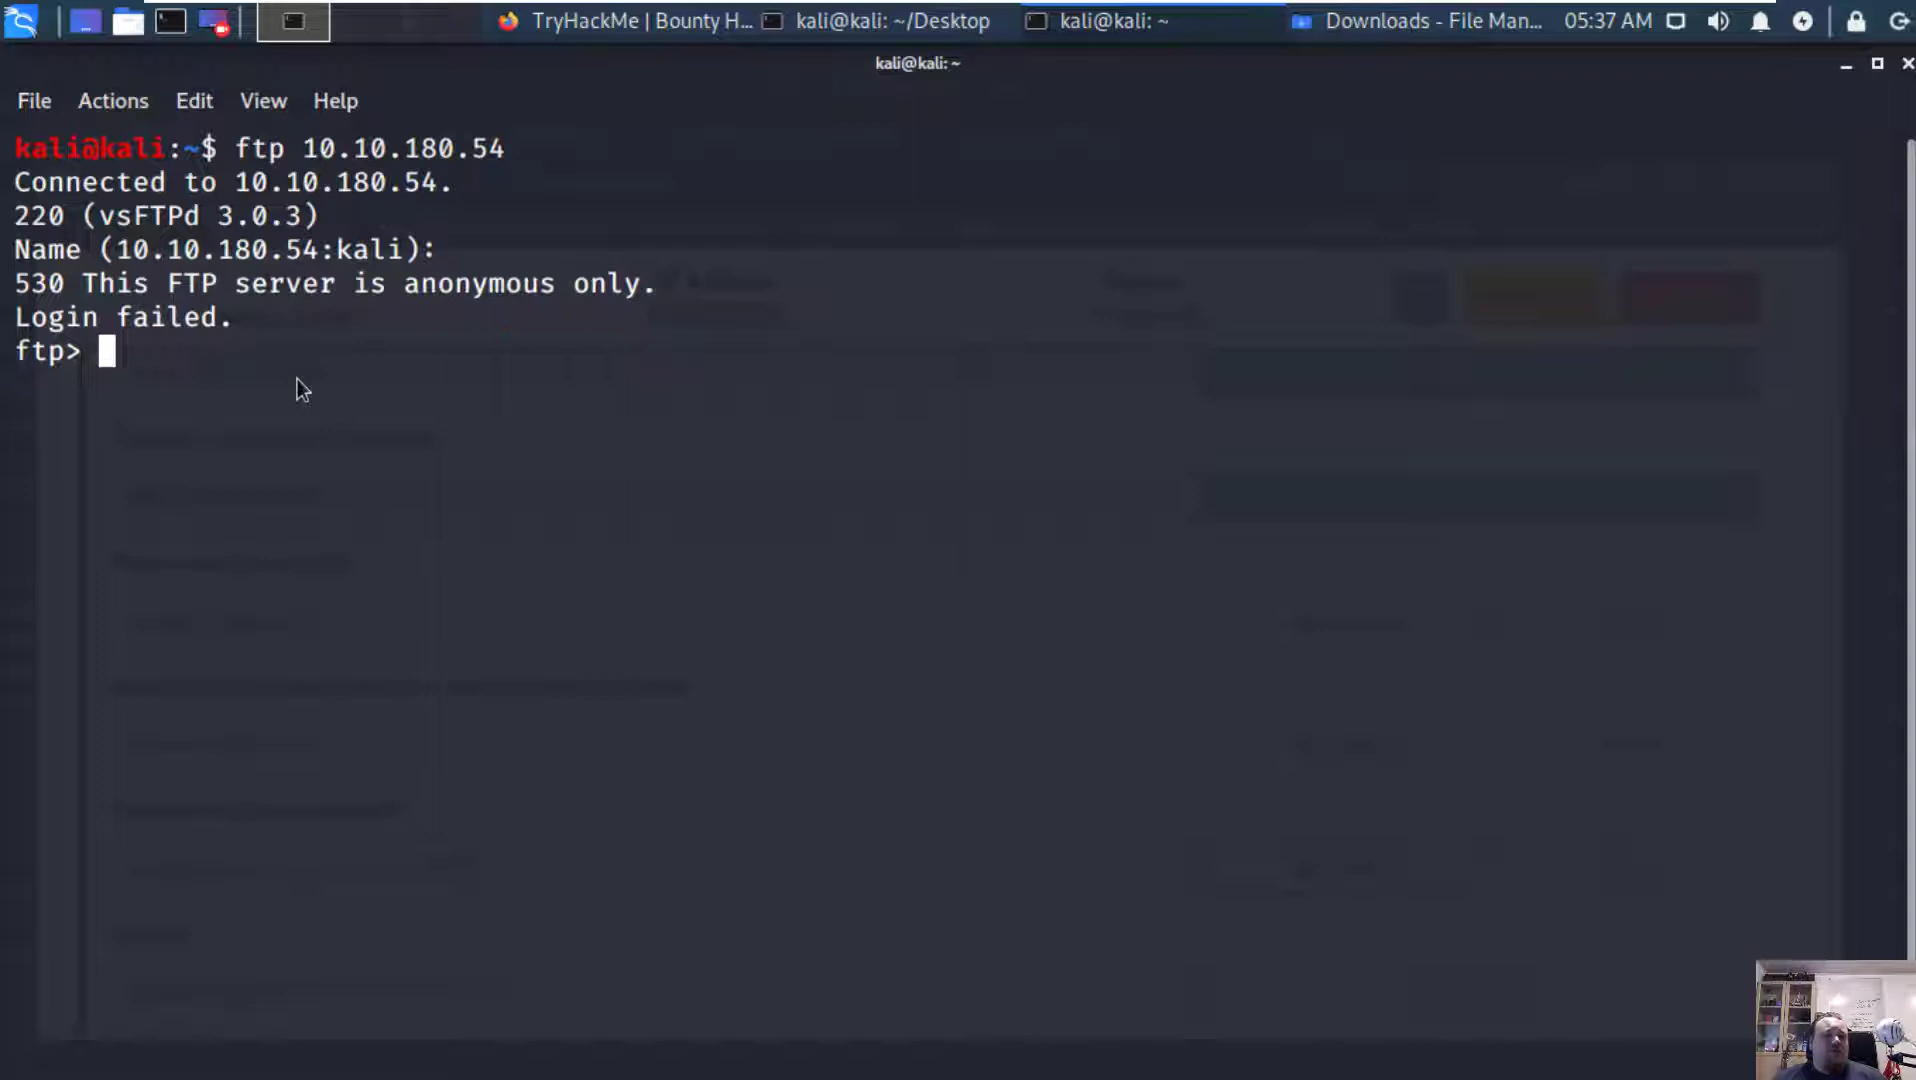 TryHackMe | Bounty H...
kali@kali: ~/Desktop
kali@kali: ~
Downloads - File Man...
05:37 AM
kali@kali: ~
File Actions Edit View Help
kali@kali:~$ ftp 10.10.180.54
Connected to 10.10.180.54.
220 (vsFTPd 3.0.3)
Name (10.10.180.54:kali):
530 This FTP server is anonymous only.
Login failed.
ftp>